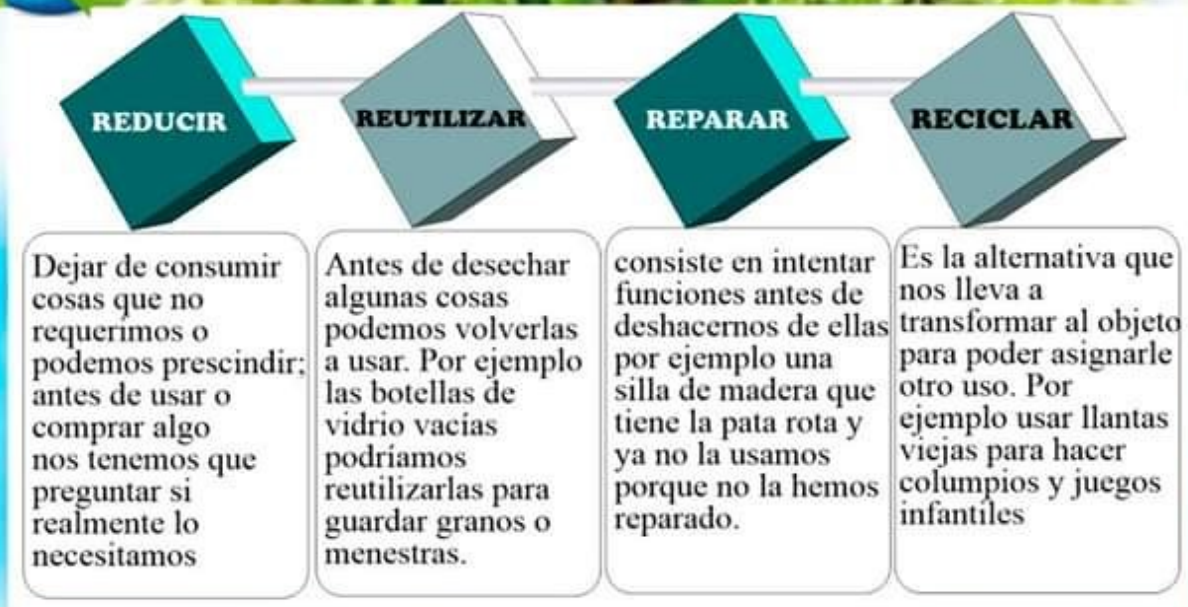 REDUCIR
REUTILIZAR
REPARAR
RECICLAR
Dejar de consumir
cosas que no
requerimos o
podemos prescindir;
antes de usar o
comprar algo
nos tenemos que
preguntar si
realmente lo
necesitamos
Antes de desechar
algunas cosas
podemos volverlas
a usar. Por ejemplo
las botellas de
vidrio vacías
podríamos
reutilizarlas para
guardar granos o
menestras.
consiste en intentar
funciones antes de
deshacernos de ellas
por ejemplo una
silla de madera que
tiene la pata rota y
ya no la usamos
porque no la hemos
reparado.
Es la alternativa que
nos lleva a
transformar al objeto
para poder asignarle
otro uso. Por
ejemplo usar llantas
viejas para hacer
columpios y juegos
infantiles